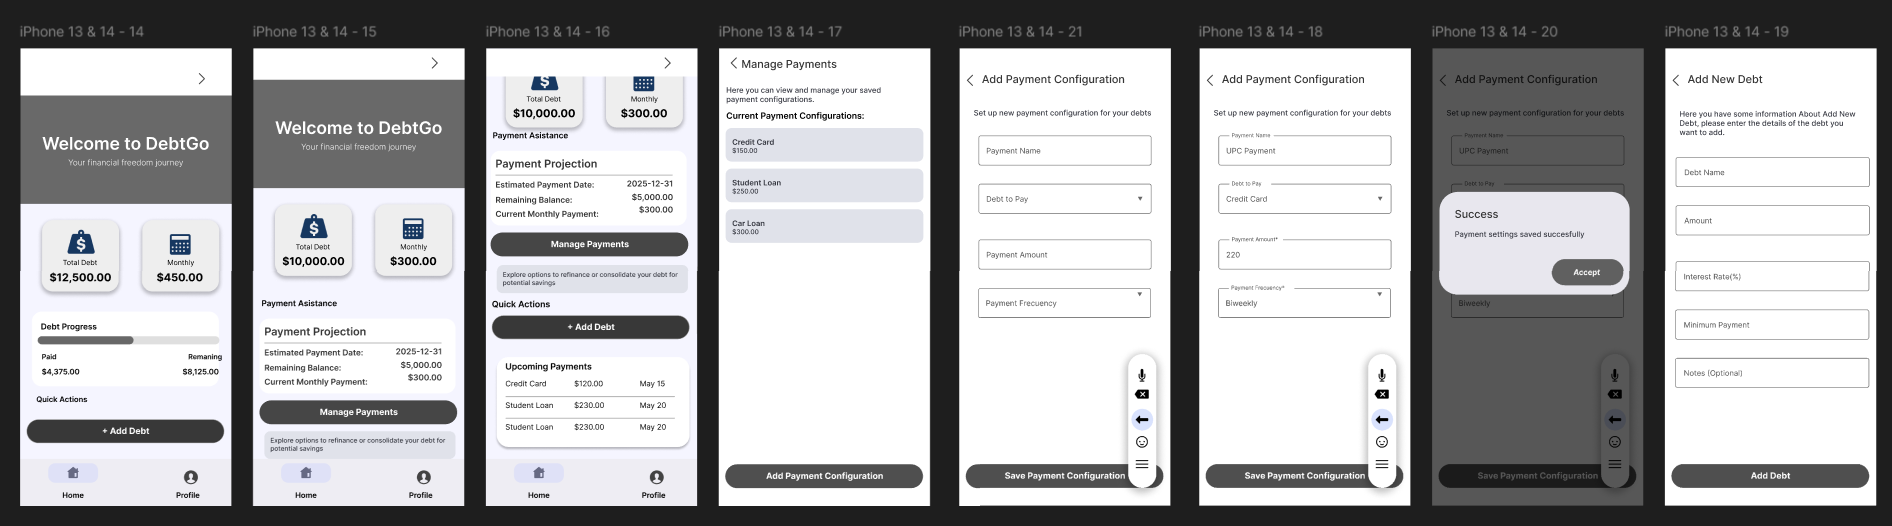 iPhone 13 & 14 - 14
Welcome to DebtGo
Your financial freedom journey
Total Debt
$12,500.00
Monthly
$450.00
Debt Progress
Paid
Remaning
$4,375.00
$8,125.00
Quick Actions
+ Add Debt
Home
Profile
iPhone 13 & 14 - 15
Welcome to DebtGo
Your financial freedom journey
Total Debt
$10,000.00
Monthly
$300.00
Payment Asistance
Payment Projection
Estimated Payment Date: 2025-12-31
Remaining Balance: $5,000.00
Current Monthly Payment: $300.00
Manage Payments
Explore options to refinance or consolidate your debt for
potential savings
Home
Profile
iPhone 13 & 14 - 16
Total Debt
$10,000.00
Monthly
$300.00
Payment Asistance
Payment Projection
Estimated Payment Date: 2025-12-31
Remaining Balance: $5,000.00
Current Monthly Payment: $300.00
Manage Payments
Explore options to refinance or consolidate your debt for
potential savings
Quick Actions
+ Add Debt
Upcoming Payments
Credit Card $120.00 May 15
Student Loan $230.00 May 20
Student Loan $230.00 May 20
Home
Profile
iPhone 13 & 14 - 17
Manage Payments
Here you can view and manage your saved
payment configurations.
Current Payment Configurations:
Credit Card
$150.00
Student Loan
$250.00
Car Loan
$300.00
Add Payment Configuration
iPhone 13 & 14 - 21
Add Payment Configuration
Set up new payment configuration for your debts
Payment Name
Debt to Pay
Payment Amount
Payment Frecuency
Save Payment Configuration
iPhone 13 & 14 - 18
Add Payment Configuration
Set up new payment configuration for your debts
Payment Name
UPC Payment
Debt to Pay
Credit Card
Payment Amount*
220
Payment Frecuency*
Biweekly
Save Payment Configuration
iPhone 13 & 14 - 20
Add Payment Configuration
Set up new payment configuration for your debts
Payment Name
UPC Payment
Debt to Pay
Success
Payment settings saved succesfully
Accept
Biweekly
Save Payment Configuration
iPhone 13 & 14 - 19
Add New Debt
Here you have some information About Add New
Debt, please enter the details of the debt you
want to add.
Debt Name
Amount
Interest Rate(%)
Minimum Payment
Notes (Optional)
Add Debt